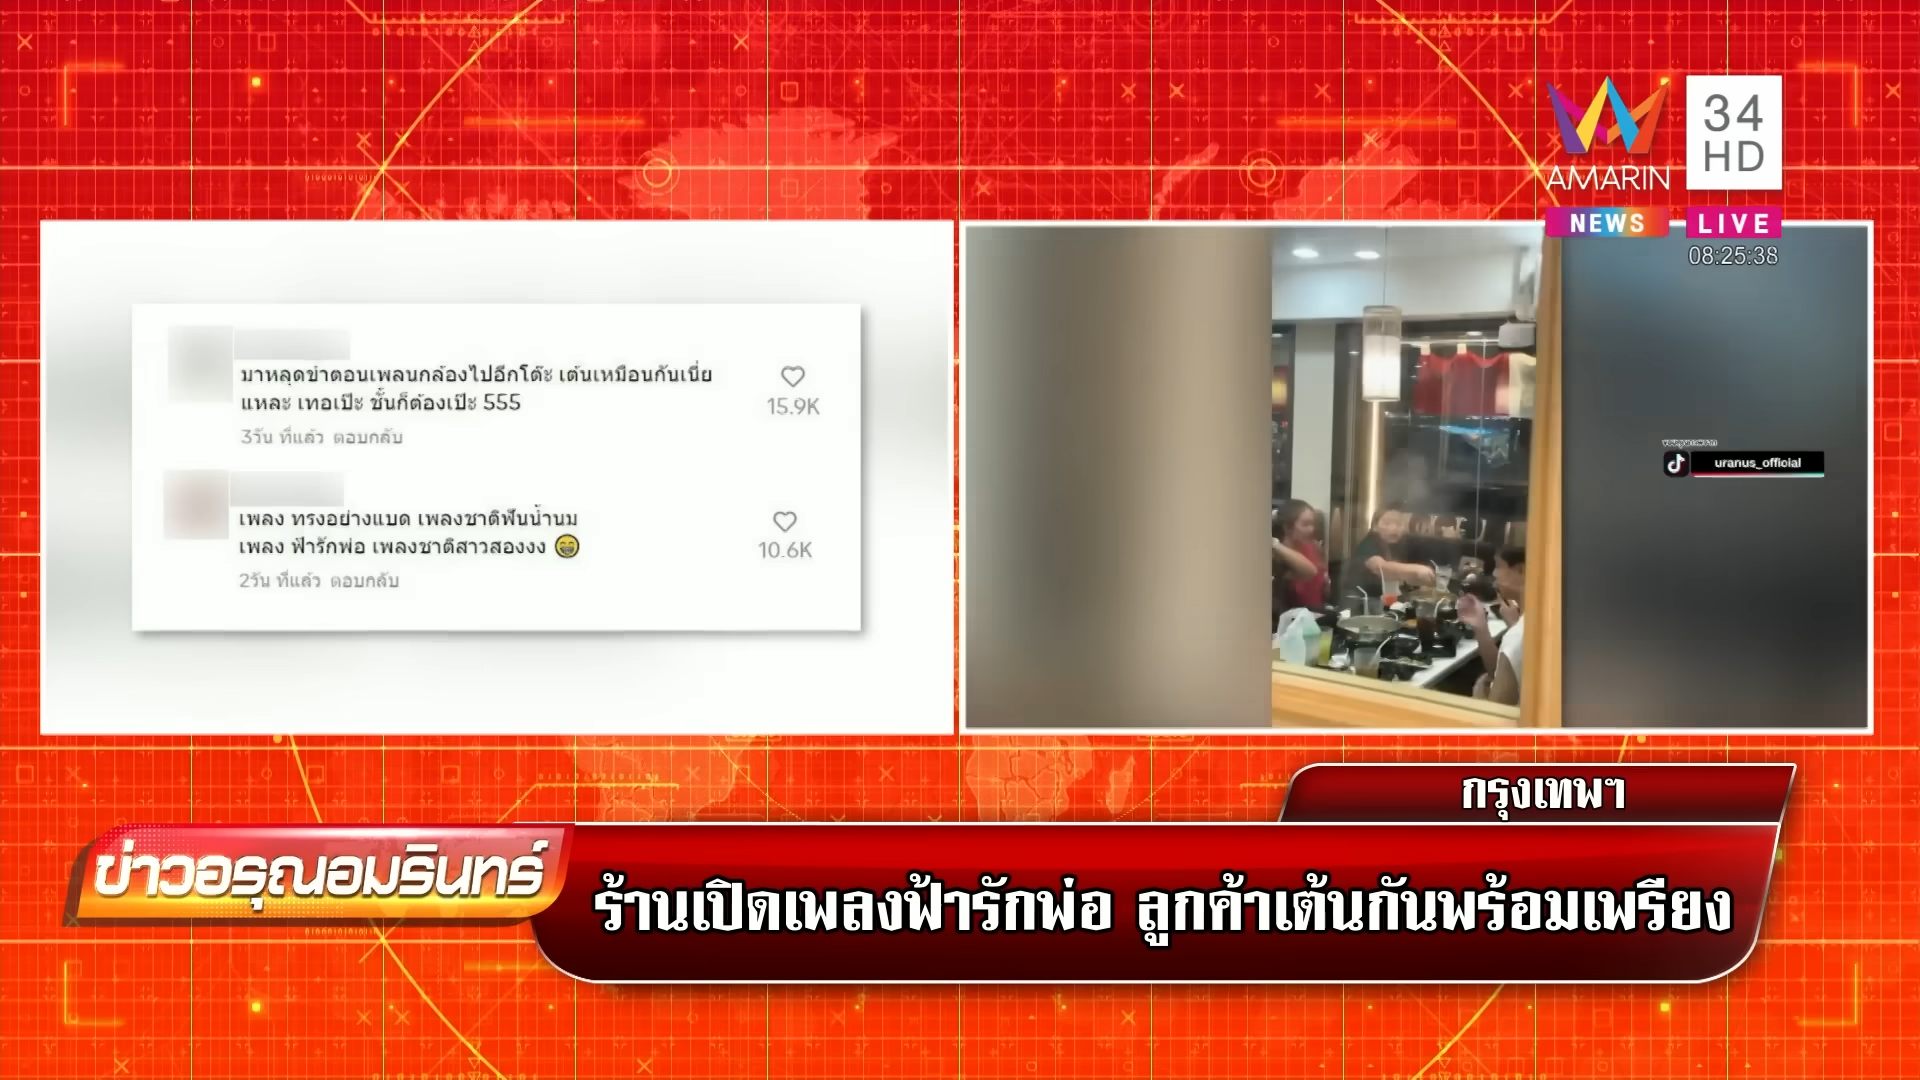 AMARIN
34
HD
NEWS
LIVE
08:25:38
มาหลุดขำตอนเพลนกล้องไปอีกโต๊ะ เต้นเหมือนกันเนี่ย
แหละ เทอเป๊ะ ชั้นก็ต้องเป๊ะ 555
15.9K
3วัน ที่แล้ว ตอบกลับ
เพลง ทรงอย่างแบด เพลงชาติฟันน้ำนม
เพลง ฟ้ารักพ่อ เพลงชาติสาวสองงง 😁
10.6K
2วัน ที่แล้ว ตอบกลับ
uranus_official
กรุงเทพฯ
ข่าวอรุณอมรินทร์
ร้านเปิดเพลงฟ้ารักพ่อ ลูกค้าเต้นกันพร้อมเพรียง